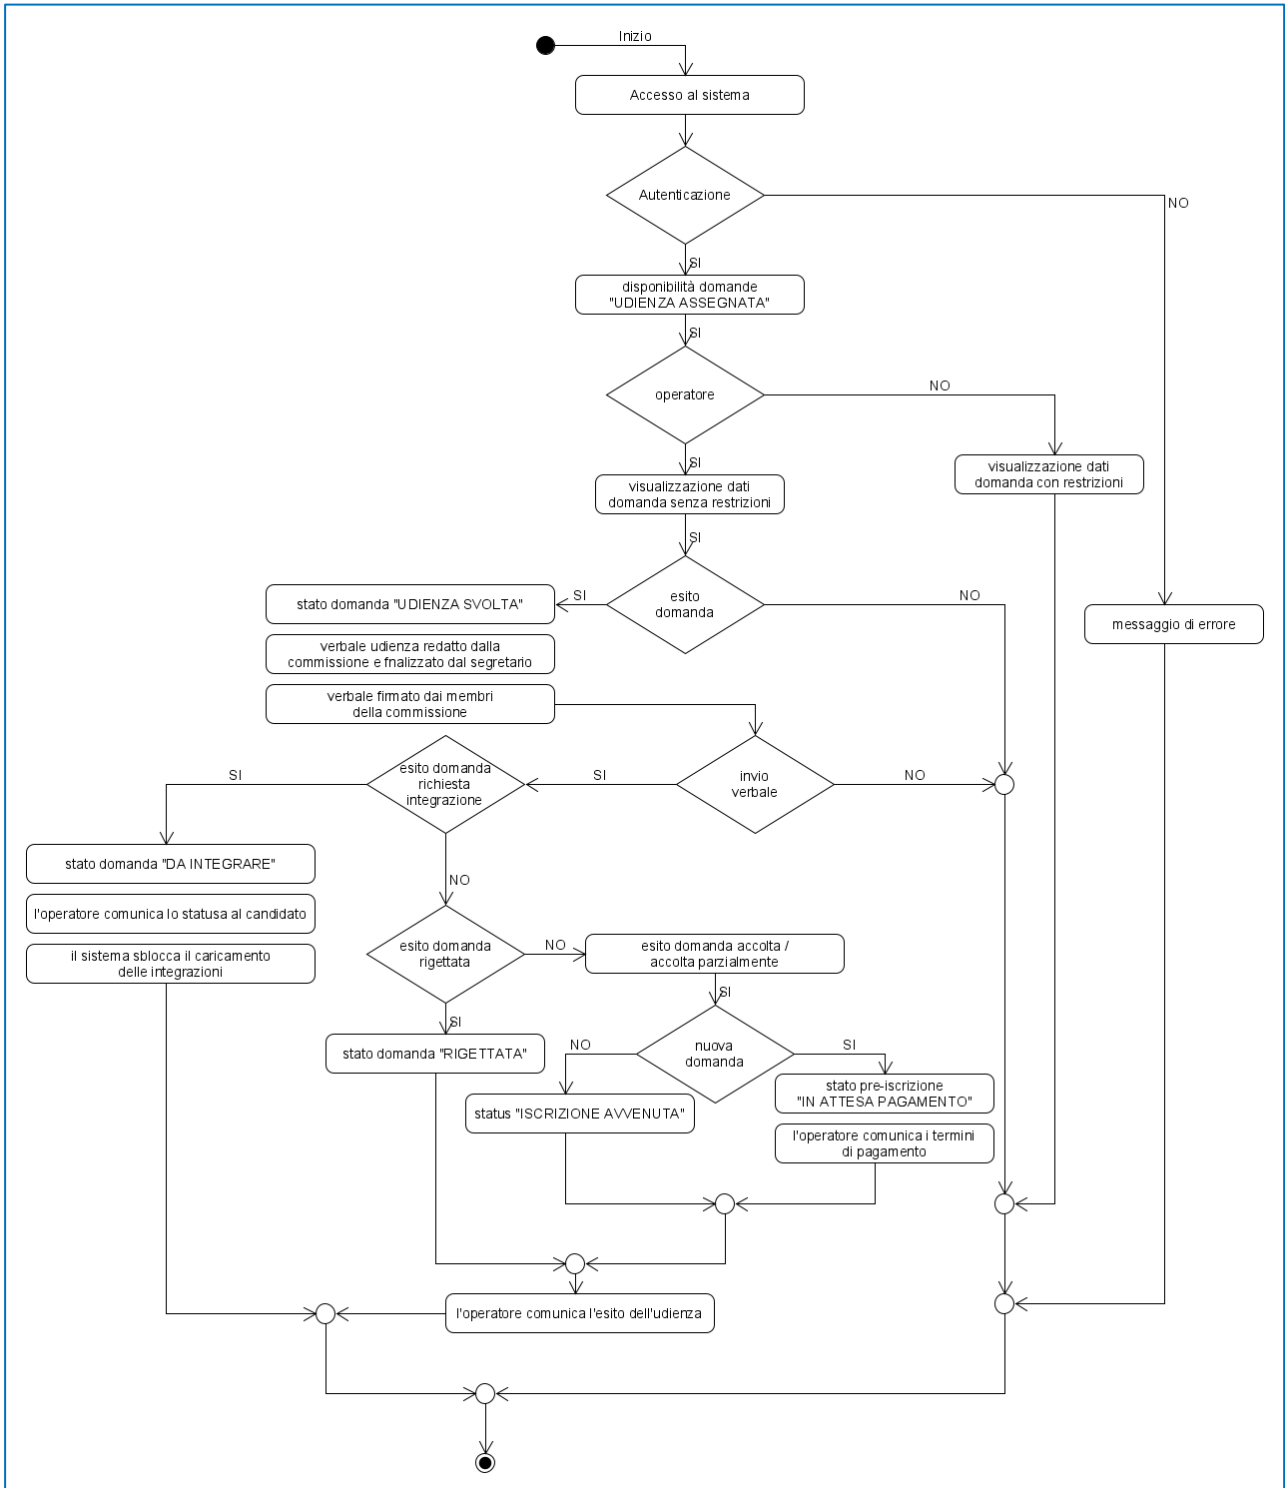 Inizio
Accesso al sistema
Autenticazione
NO
SI
disponibilità domande
"UDIENZA ASSEGNATA"
SI
operatore
NO
SI
visualizzazione dati
domanda con restrizioni
visualizzazione dati
domanda senza restrizioni
SI
esito
domanda
SI
NO
stato domanda "UDIENZA SVOLTA"
messaggio di errore
verbale udienza redatto dalla
commissione e fnalizzato dal segretario
verbale firmato dai membri
della commissione
esito domanda
richiesta
integrazione
SI
SI
invio
verbale
NO
stato domanda "DA INTEGRARE"
NO
l'operatore comunica lo statusa al candidato
il sistema sblocca il caricamento
delle integrazioni
esito domanda
rigettata
NO
esito domanda accolta /
accolta parzialmente
SI
SI
stato domanda "RIGETTATA"
NO
nuova
domanda
SI
stato pre-iscrizione
"IN ATTESA PAGAMENTO"
status "ISCRIZIONE AVVENUTA"
l'operatore comunica i termini
di pagamento
l'operatore comunica l'esito dell'udienza